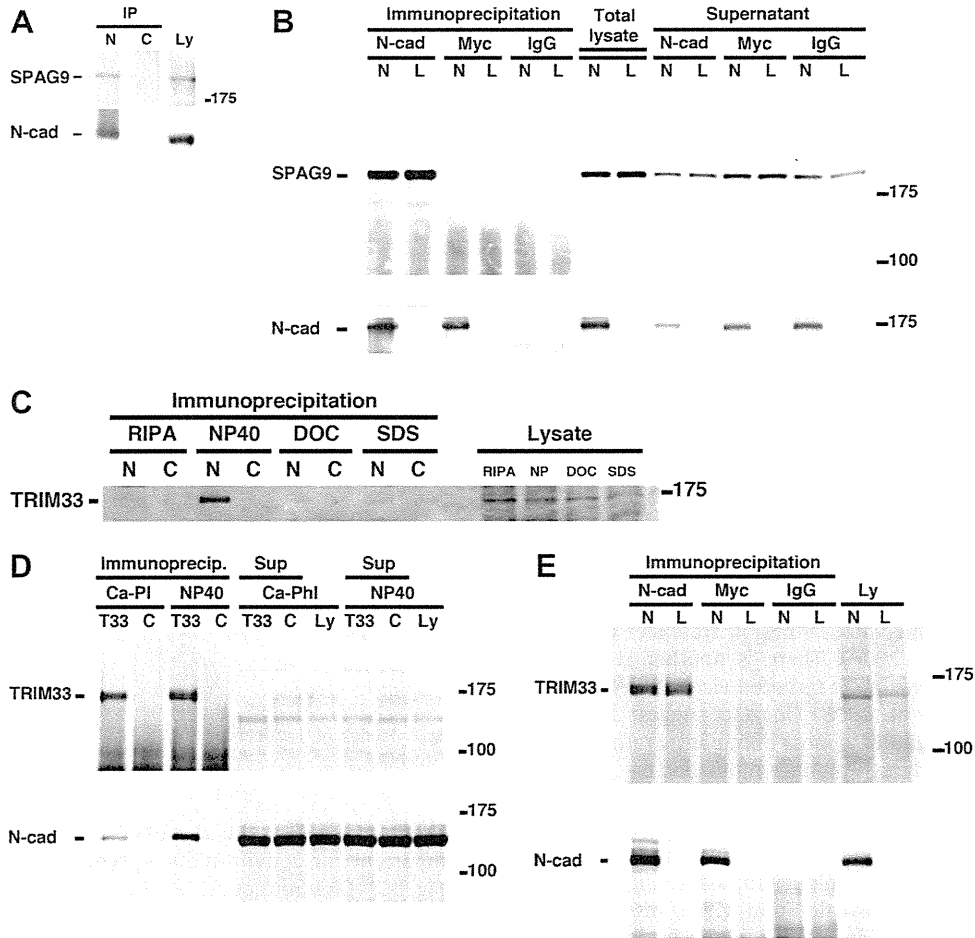 A
IP
N C Ly
SPAG9 –
-175
N-cad –
B
Immunoprecipitation Total lysate Supernatant
N-cad Myc IgG N-cad Myc IgG
N L N L N L N L N L N L N L
SPAG9 –
-175
-100
N-cad –
-175
C
Immunoprecipitation
RIPA NP40 DOC SDS Lysate
N C N C N C N C RIPA NP DOC SDS
TRIM33 -
-175
D
Immunoprecip. Sup Sup
Ca-PI NP40 Ca-PhI NP40
T33 C T33 C T33 C Ly T33 C Ly
TRIM33 -
-175
-100
N-cad -
-175
-100
E
Immunoprecipitation
N-cad Myc IgG Ly
N L N L N L N L
TRIM33 -
-175
-100
N-cad -